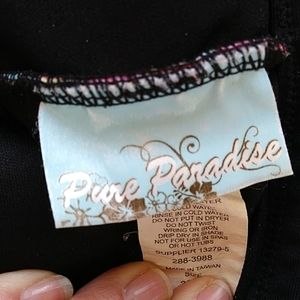 Pure Paradise
COLD WATER
RINSE IN COLD WATER
DO NOT PUT IN DRYER
DO NOT TWIST
WRING OR IRON
DRIP DRY IN SHADE
NOT FOR USE IN SPAS
OR HOT TUBS
SUPPLIER 13279-5
288-3988
MADE IN TAIWAN
SIZE